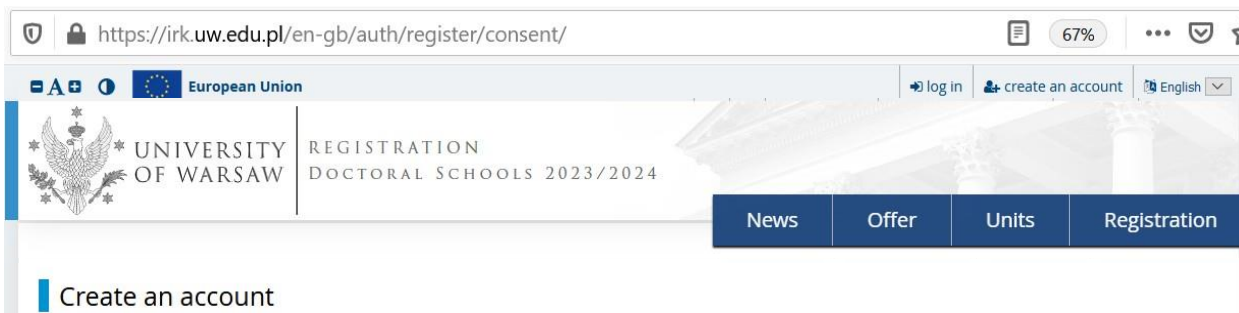 https://irk.uw.edu.pl/en-gb/auth/register/consent/ 67%
A European Union log in create an account English
UNIVERSITY OF WARSAW
REGISTRATION
DOCTORAL SCHOOLS 2023/2024
News Offer Units Registration
Create an account